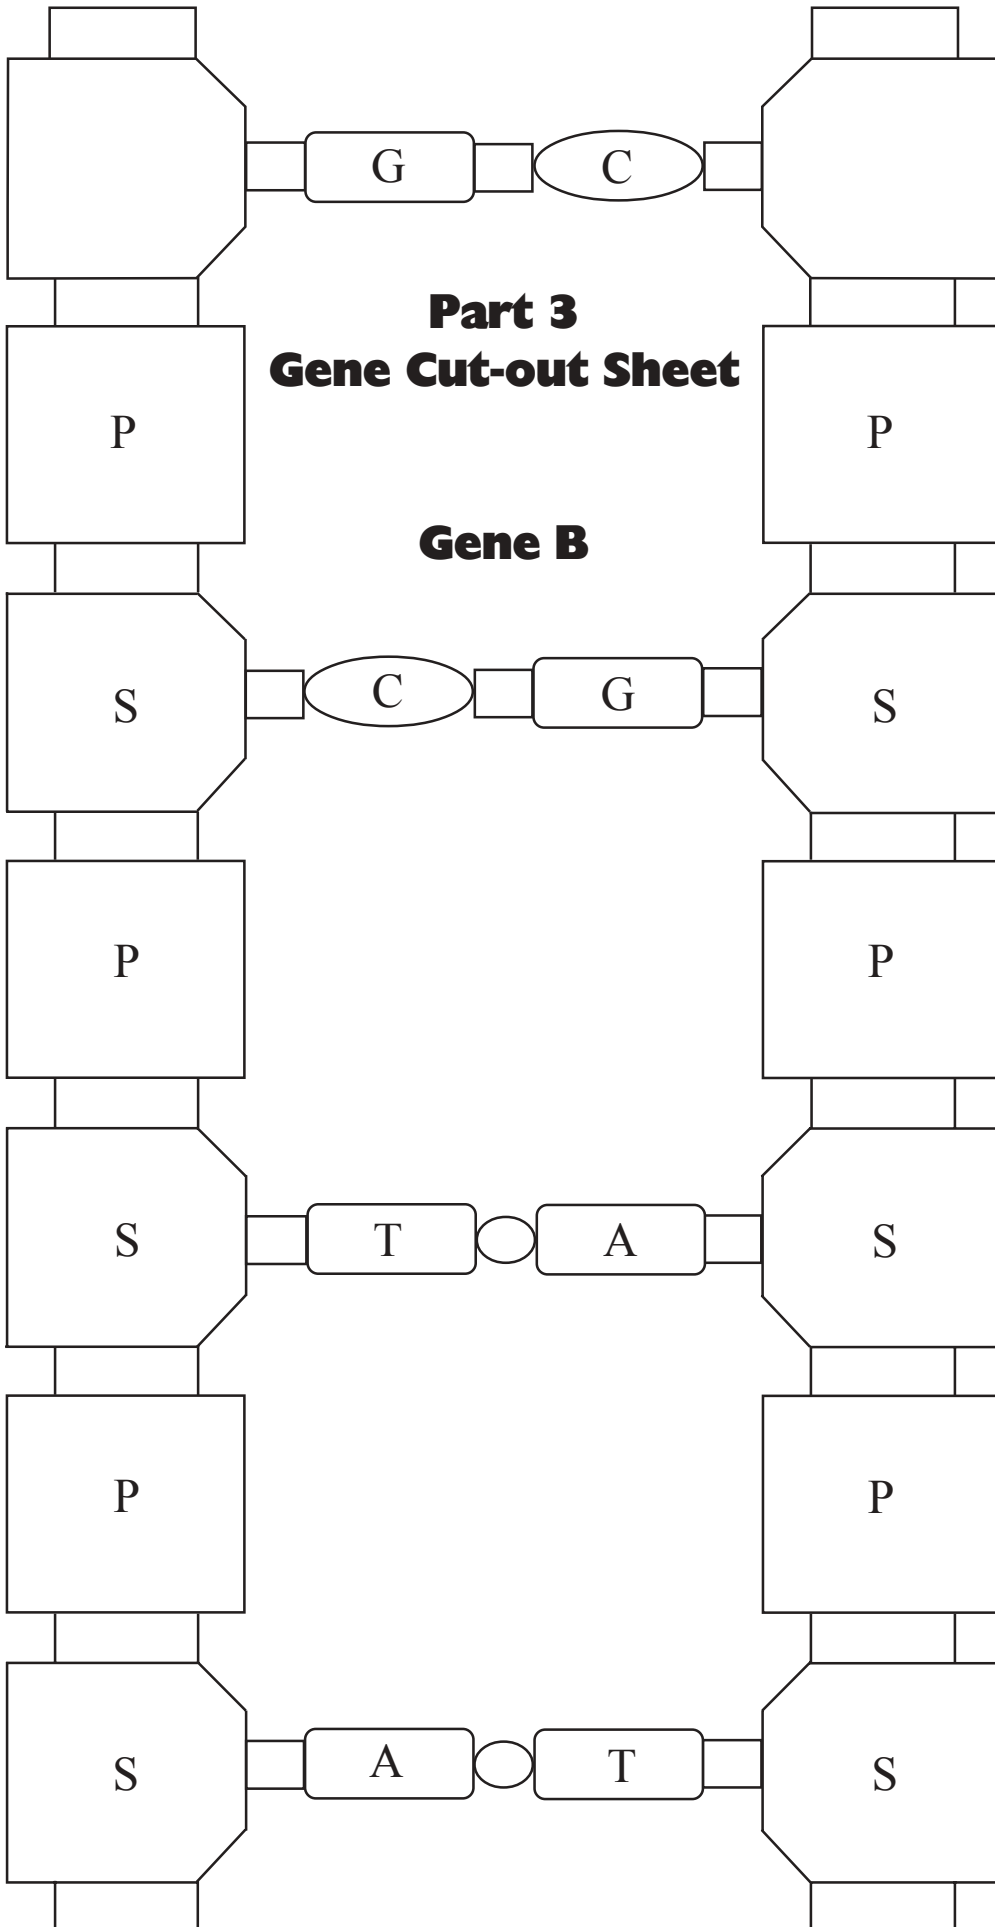 G C
Part 3
Gene Cut-out Sheet
P P
Gene B
S C G S
P P
S T A S
P P
S A T S